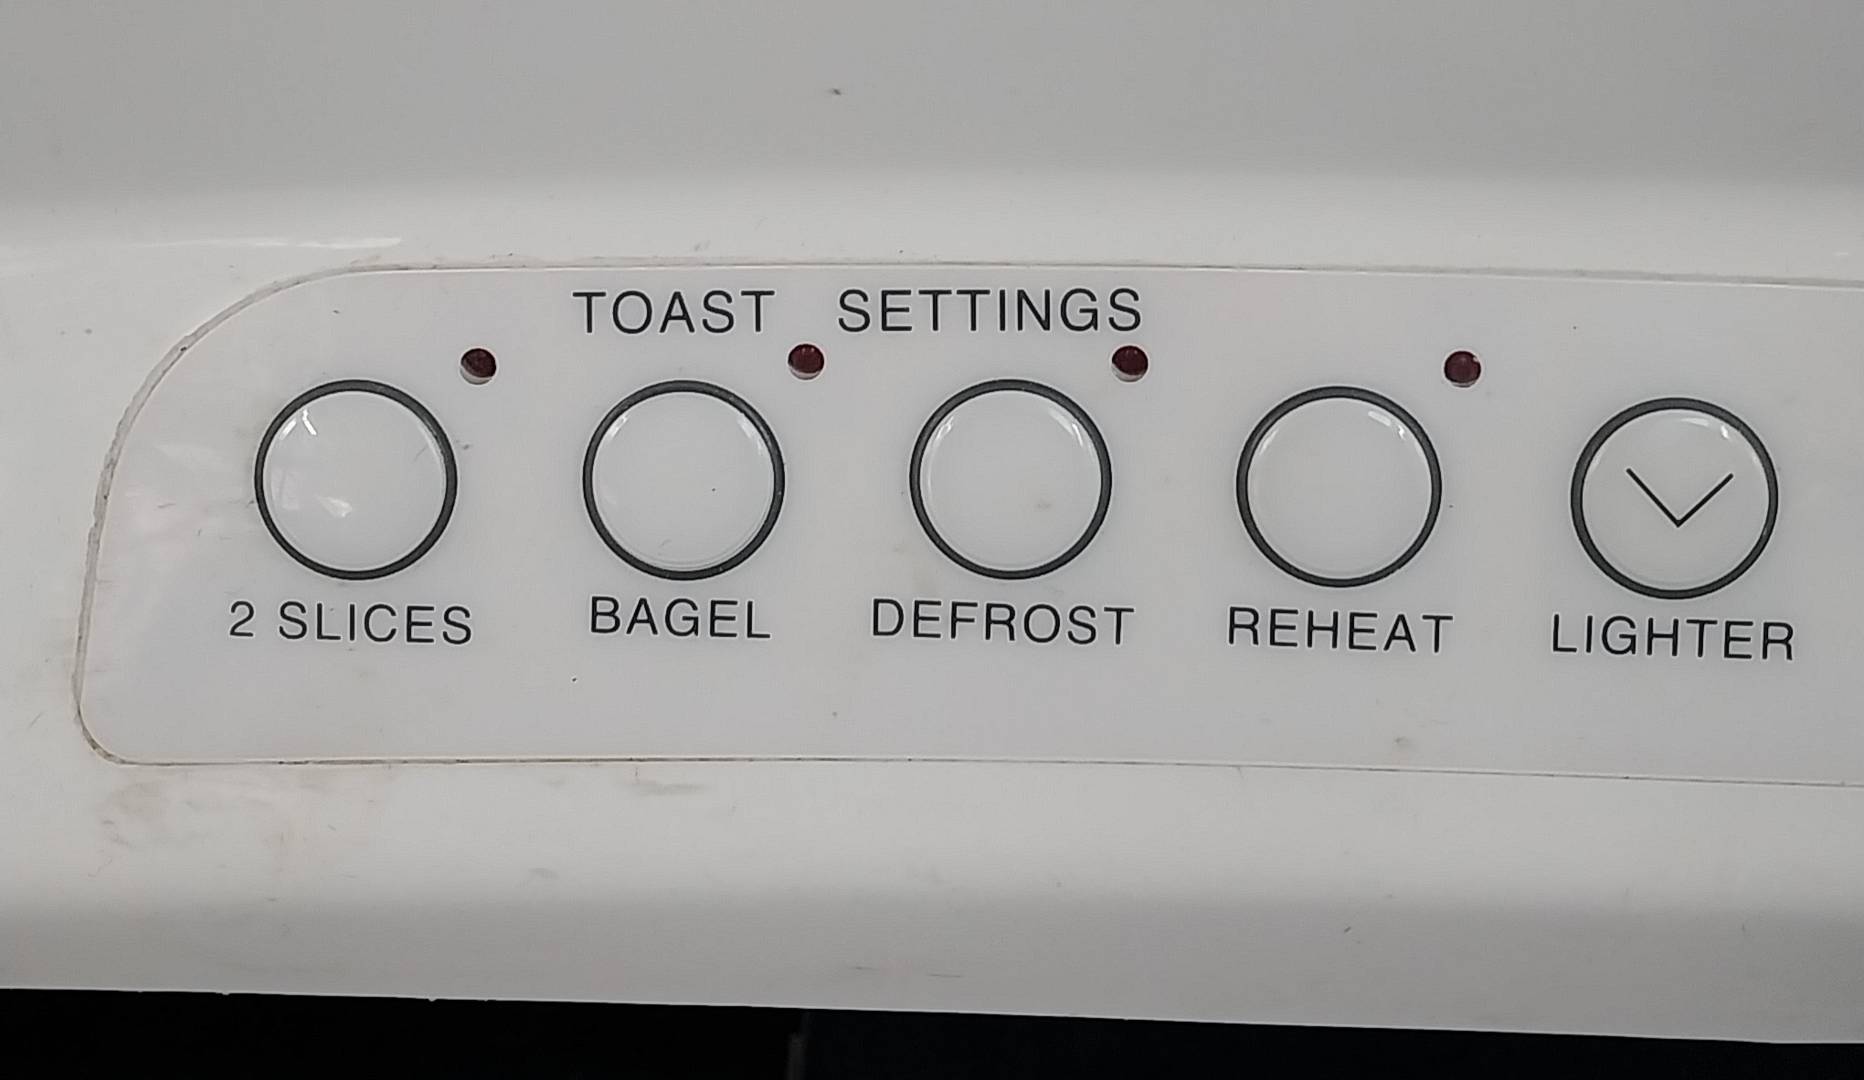 TOAST SETTINGS
2 SLICES BAGEL DEFROST REHEAT LIGHTER